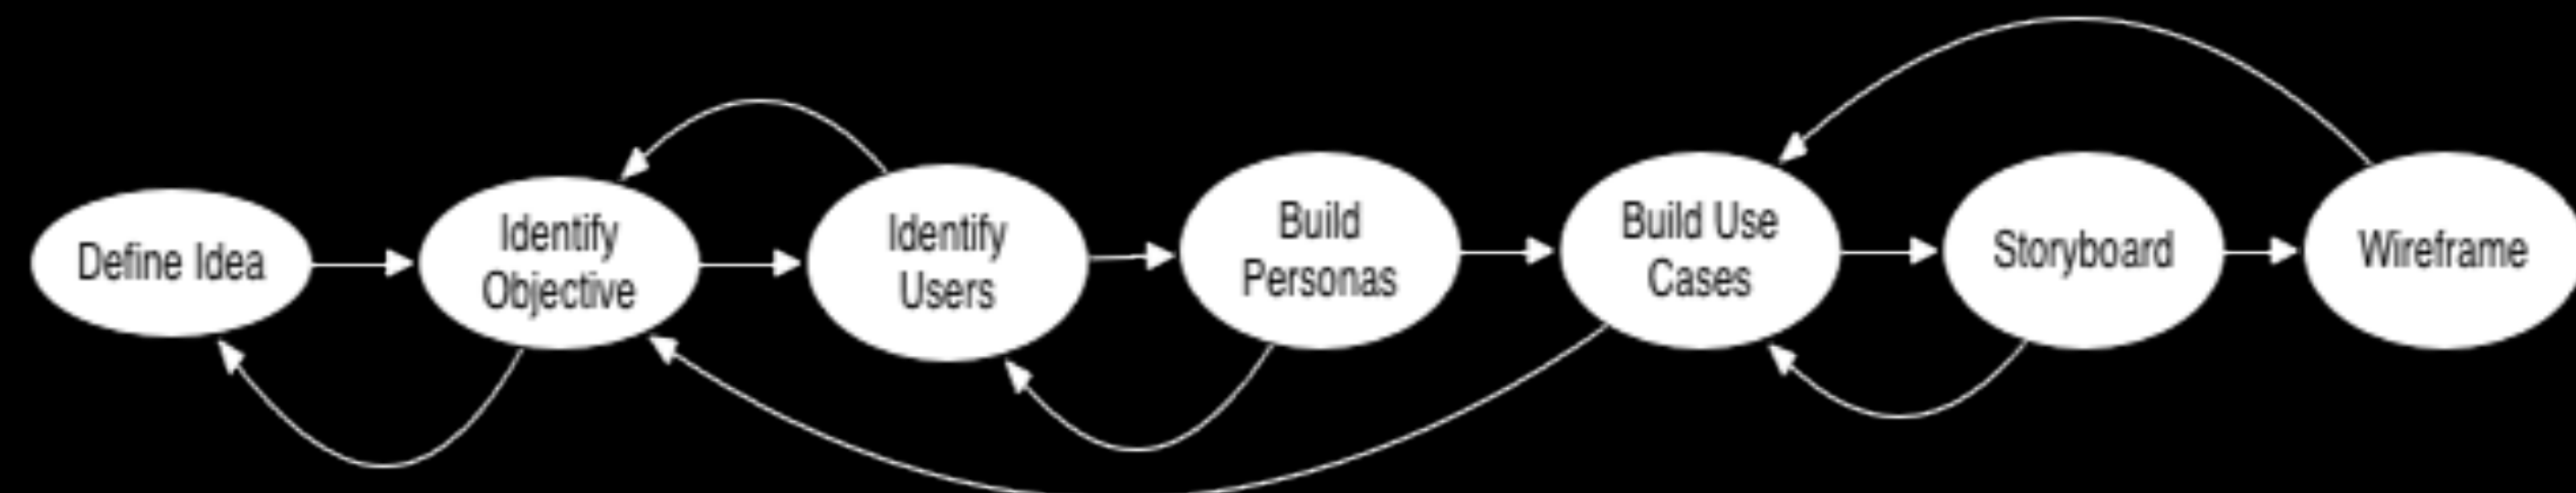 Define Idea
Identify
Objective
Identify
Users
Build
Personas
Build Use
Cases
Storyboard
Wireframe